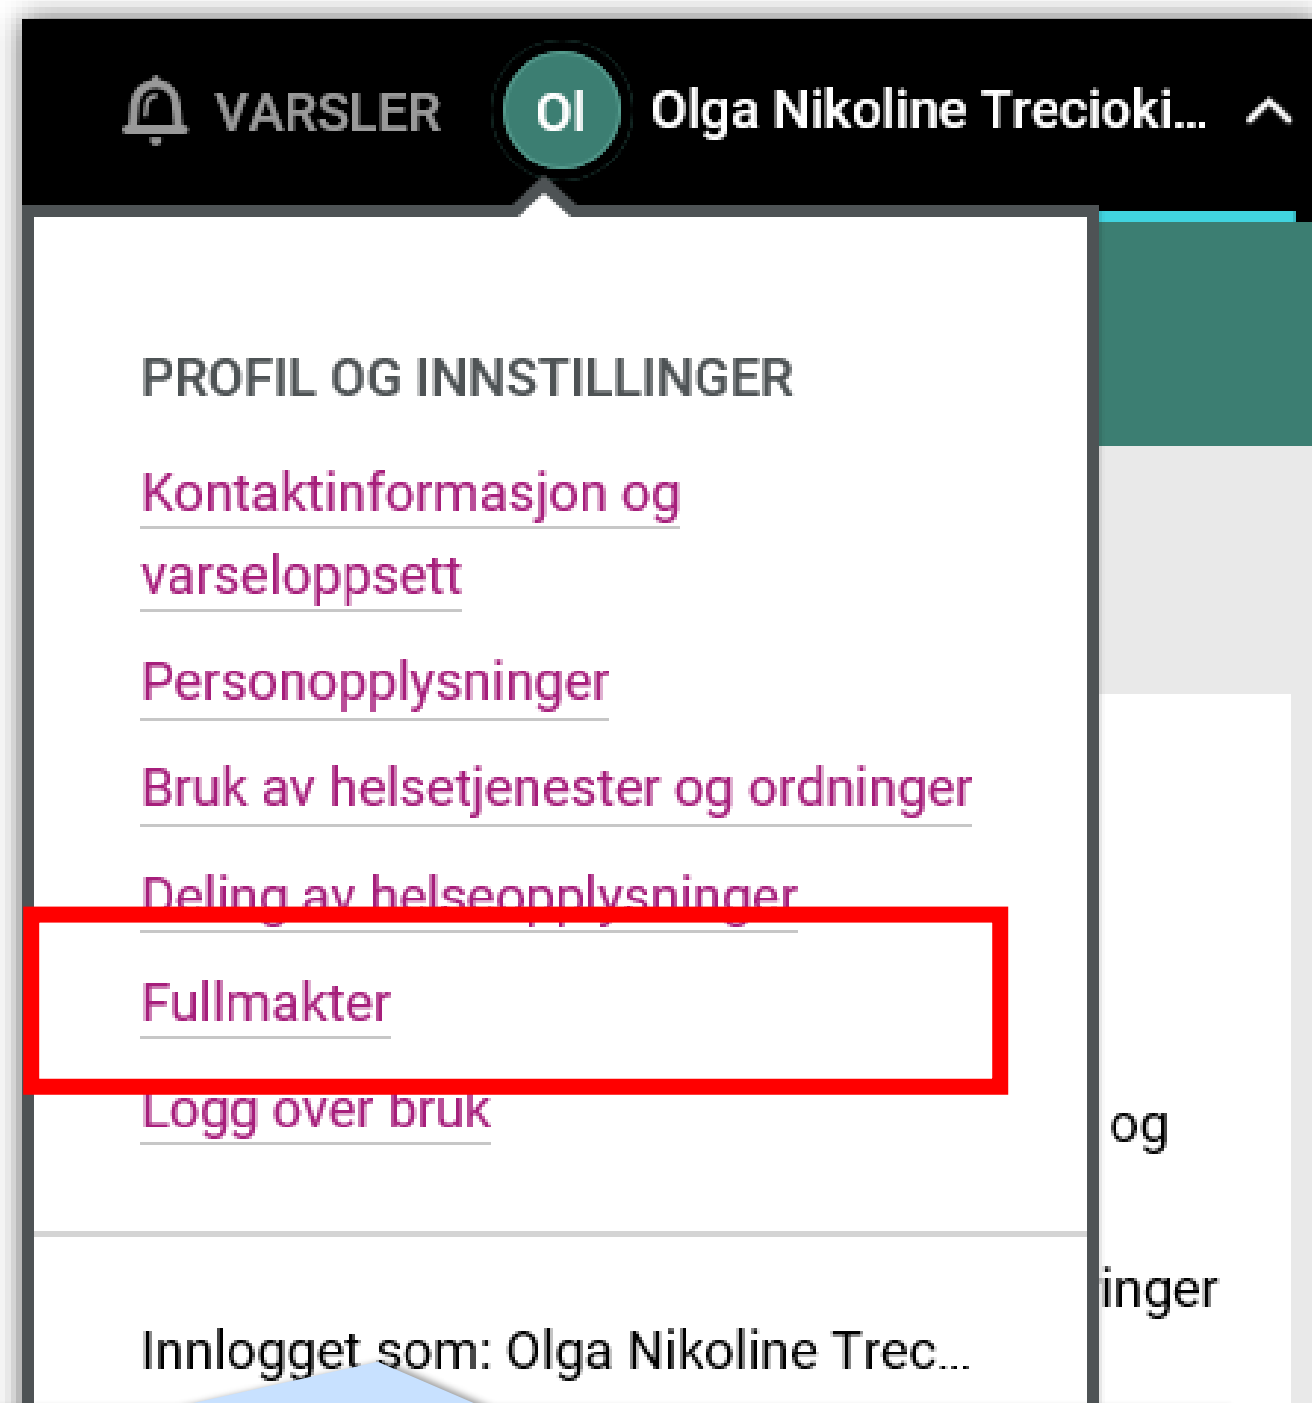 VARSLER Ol Olga Nikoline Trecioki...
PROFIL OG INNSTILLINGER
Kontaktinformasjon og
varseloppsett
Personopplysninger
Bruk av helsetjenester og ordninger
Deling av helseopplysninger
Fullmakter
Logg over bruk
og
inger
Innlogget som: Olga Nikoline Trec...